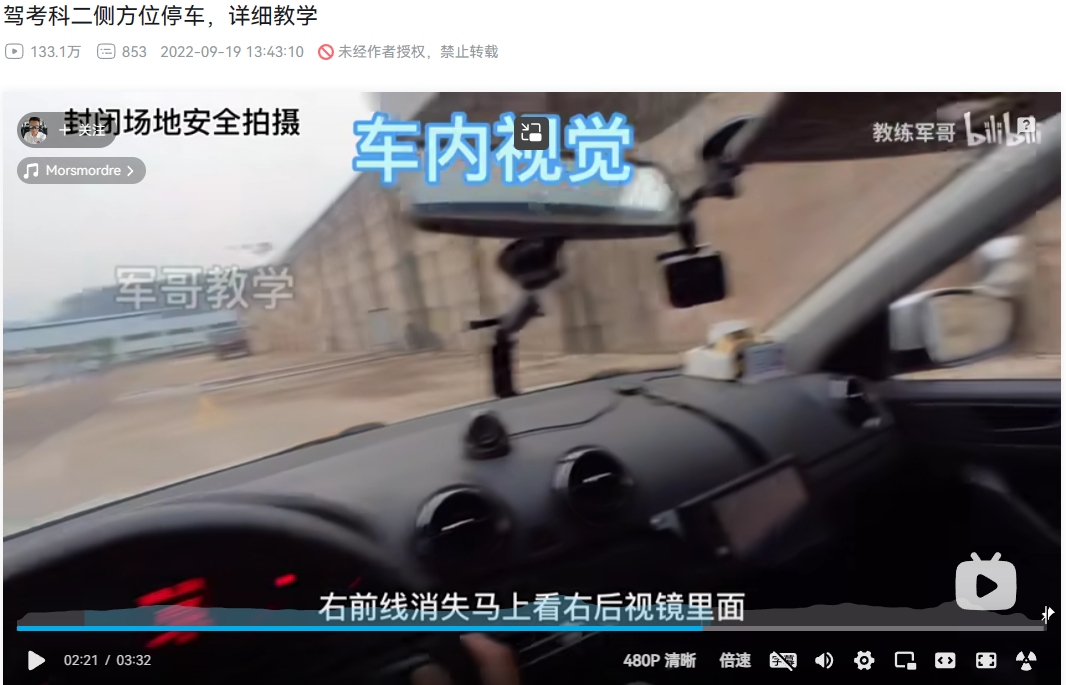 驾考科二侧方位停车，详细教学
133.1万 853 2022-09-19 13:43:10 未经作者授权，禁止转载
封闭场地安全拍摄
+ 关注
车内视觉
教练军哥 bilibili
Morsmordre
军哥教学
右前线消失马上看右后视镜里面
02:21 / 03:32 480P 清晰 倍速 字幕